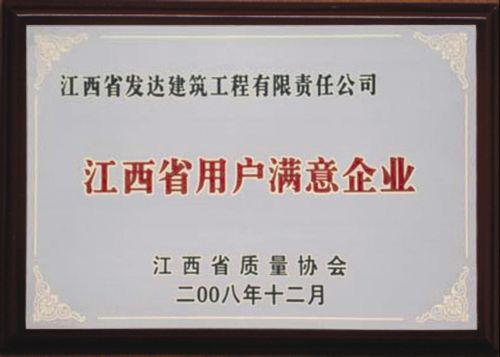 江西省发达建筑工程有限责任公司
江西省用户满意企业
江西省质量协会
二00八年十二月